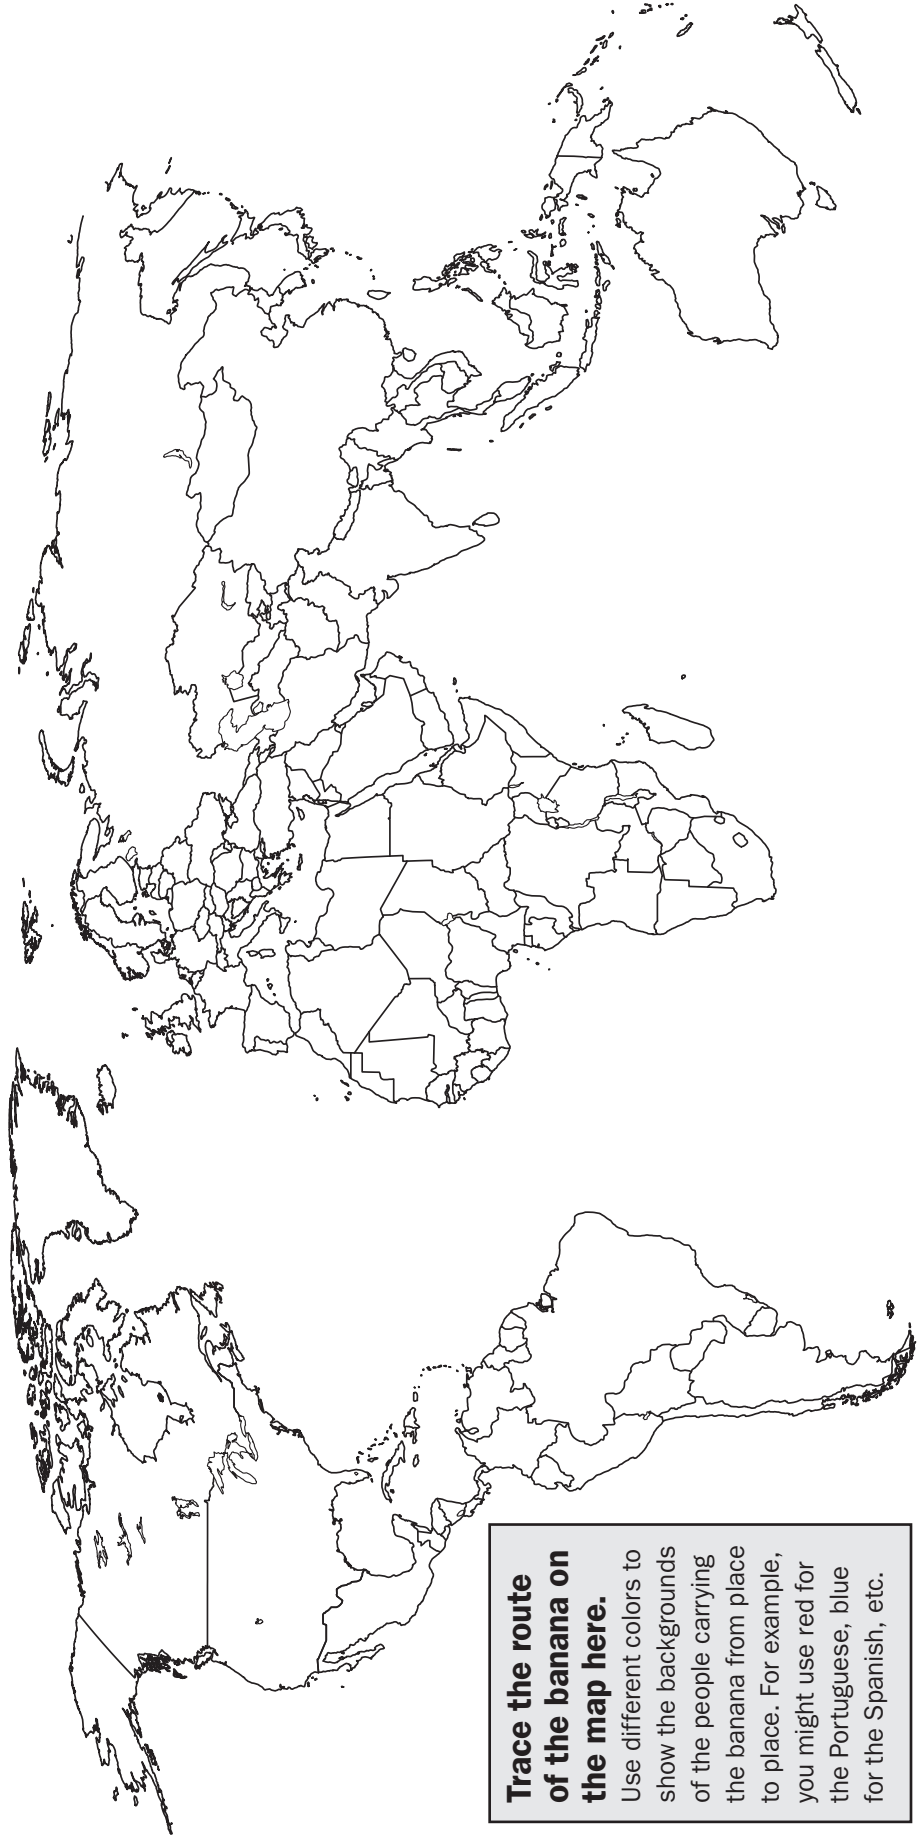 Trace the route
of the banana on
the map here.
Use different colors to
show the backgrounds
of the people carrying
the banana from place
to place. For example,
you might use red for
the Portuguese, blue
for the Spanish, etc.